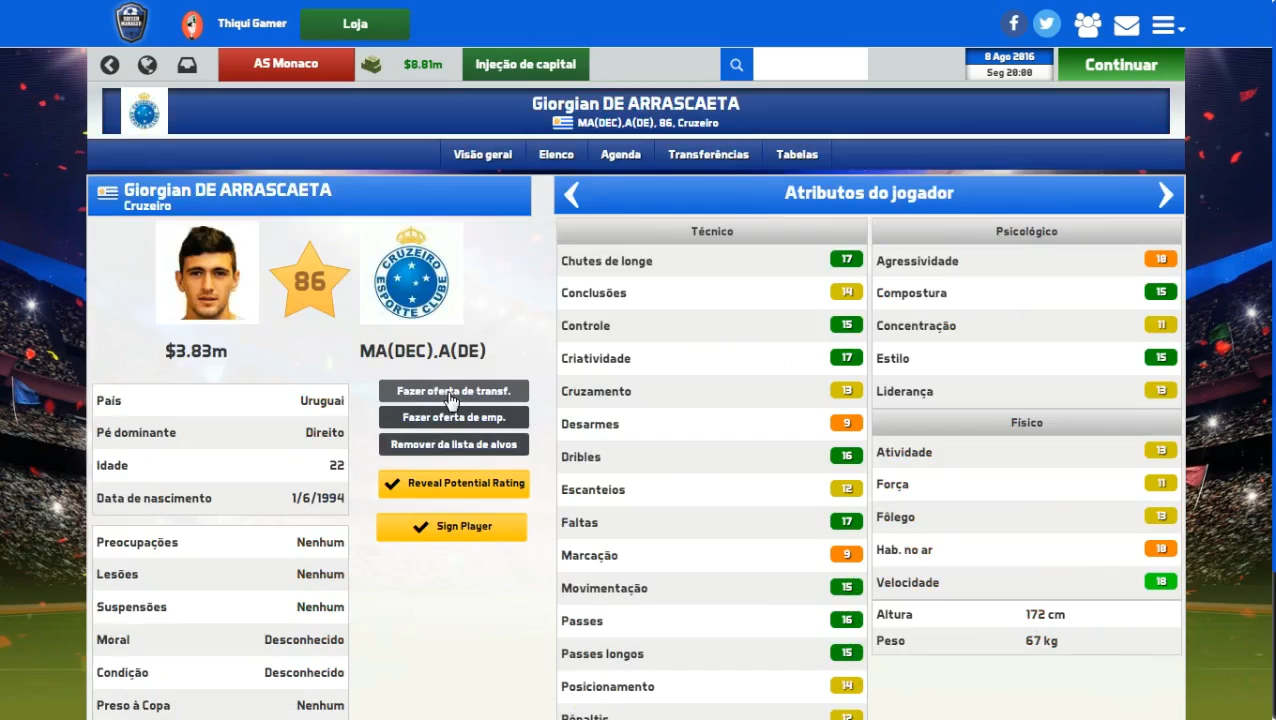 Thiqui Gamer
Loja
AS Monaco
$8.81m
Injeção de capital
8 Ago 2016
Seg 20:00
Continuar
Giorgian DE ARRASCAETA
MA(DEC),A(DE), 86, Cruzeiro
Visão geral
Elenco
Agenda
Transferências
Tabelas
Giorgian DE ARRASCAETA
Cruzeiro
86
CRUZEIRO
ESPORTE CLUBE
$3.83m
MA(DEC),A(DE)
Fazer oferta de transf.
Fazer oferta de emp.
Remover da lista de alvos
Reveal Potential Rating
Sign Player
País Uruguai
Pé dominante Direito
Idade 22
Data de nascimento 1/6/1994
Preocupações Nenhum
Lesões Nenhum
Suspensões Nenhum
Moral Desconhecido
Condição Desconhecido
Preso à Copa Nenhum
Atributos do jogador
Técnico
Chutes de longe 17
Conclusões 14
Controle 15
Criatividade 17
Cruzamento 13
Desarmes 9
Dribles 16
Escanteios 12
Faltas 17
Marcação 9
Movimentação 15
Passes 16
Passes longos 15
Posicionamento 14
Pênaltis 12
Psicológico
Agressividade 10
Compostura 15
Concentração 11
Estilo 15
Liderança 13
Físico
Atividade 13
Força 11
Fôlego 13
Hab. no ar 10
Velocidade 18
Altura 172 cm
Peso 67 kg